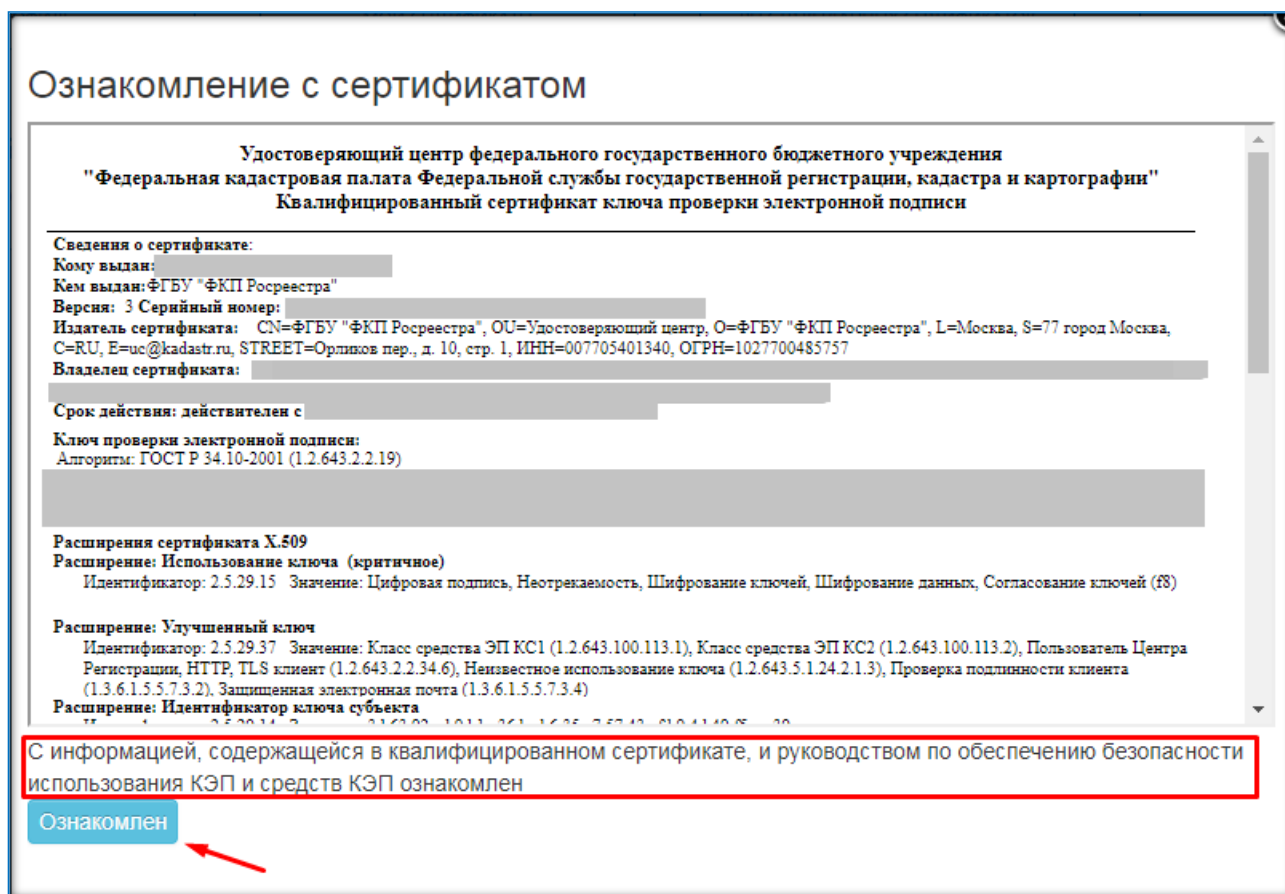 Ознакомление с сертификатом
Удостоверяющий центр федерального государственного бюджетного учреждения
"Федеральная кадастровая палата Федеральной службы государственной регистрации, кадастра и картографии"
Квалифицированный сертификат ключа проверки электронной подписи
Сведения о сертификате:
Кому выдан:
Кем выдан:ФГБУ "ФКП Росреестра"
Версия: 3 Серийный номер:
Издатель сертификата: CN=ФГБУ "ФКП Росреестра", OU=Удостоверяющий центр, O=ФГБУ "ФКП Росреестра", L=Москва, S=77 город Москва,
C=RU, E=uc@kadastr.ru, STREET=Орликов пер., д. 10, стр. 1, ИНН=007705401340, ОГРН=1027700485757
Владелец сертификата:
Срок действия: действителен с
Ключ проверки электронной подписи:
Алгоритм: ГОСТ Р 34.10-2001 (1.2.643.2.2.19)
Расширения сертификата X.509
Расширение: Использование ключа (критичное)
Идентификатор: 2.5.29.15 Значение: Цифровая подпись, Неотрекаемость, Шифрование ключей, Шифрование данных, Согласование ключей (f8)
Расширение: Улучшенный ключ
Идентификатор: 2.5.29.37 Значение: Класс средства ЭП КС1 (1.2.643.100.113.1), Класс средства ЭП КС2 (1.2.643.100.113.2), Пользователь Центра
Регистрации, HTTP, TLS клиент (1.2.643.2.2.34.6), Неизвестное использование ключа (1.2.643.5.1.24.2.1.3), Проверка подлинности клиента
(1.3.6.1.5.5.7.3.2), Защищенная электронная почта (1.3.6.1.5.5.7.3.4)
Расширение: Идентификатор ключа субъекта
С информацией, содержащейся в квалифицированном сертификате, и руководством по обеспечению безопасности
использования КЭП и средств КЭП ознакомлен
Ознакомлен